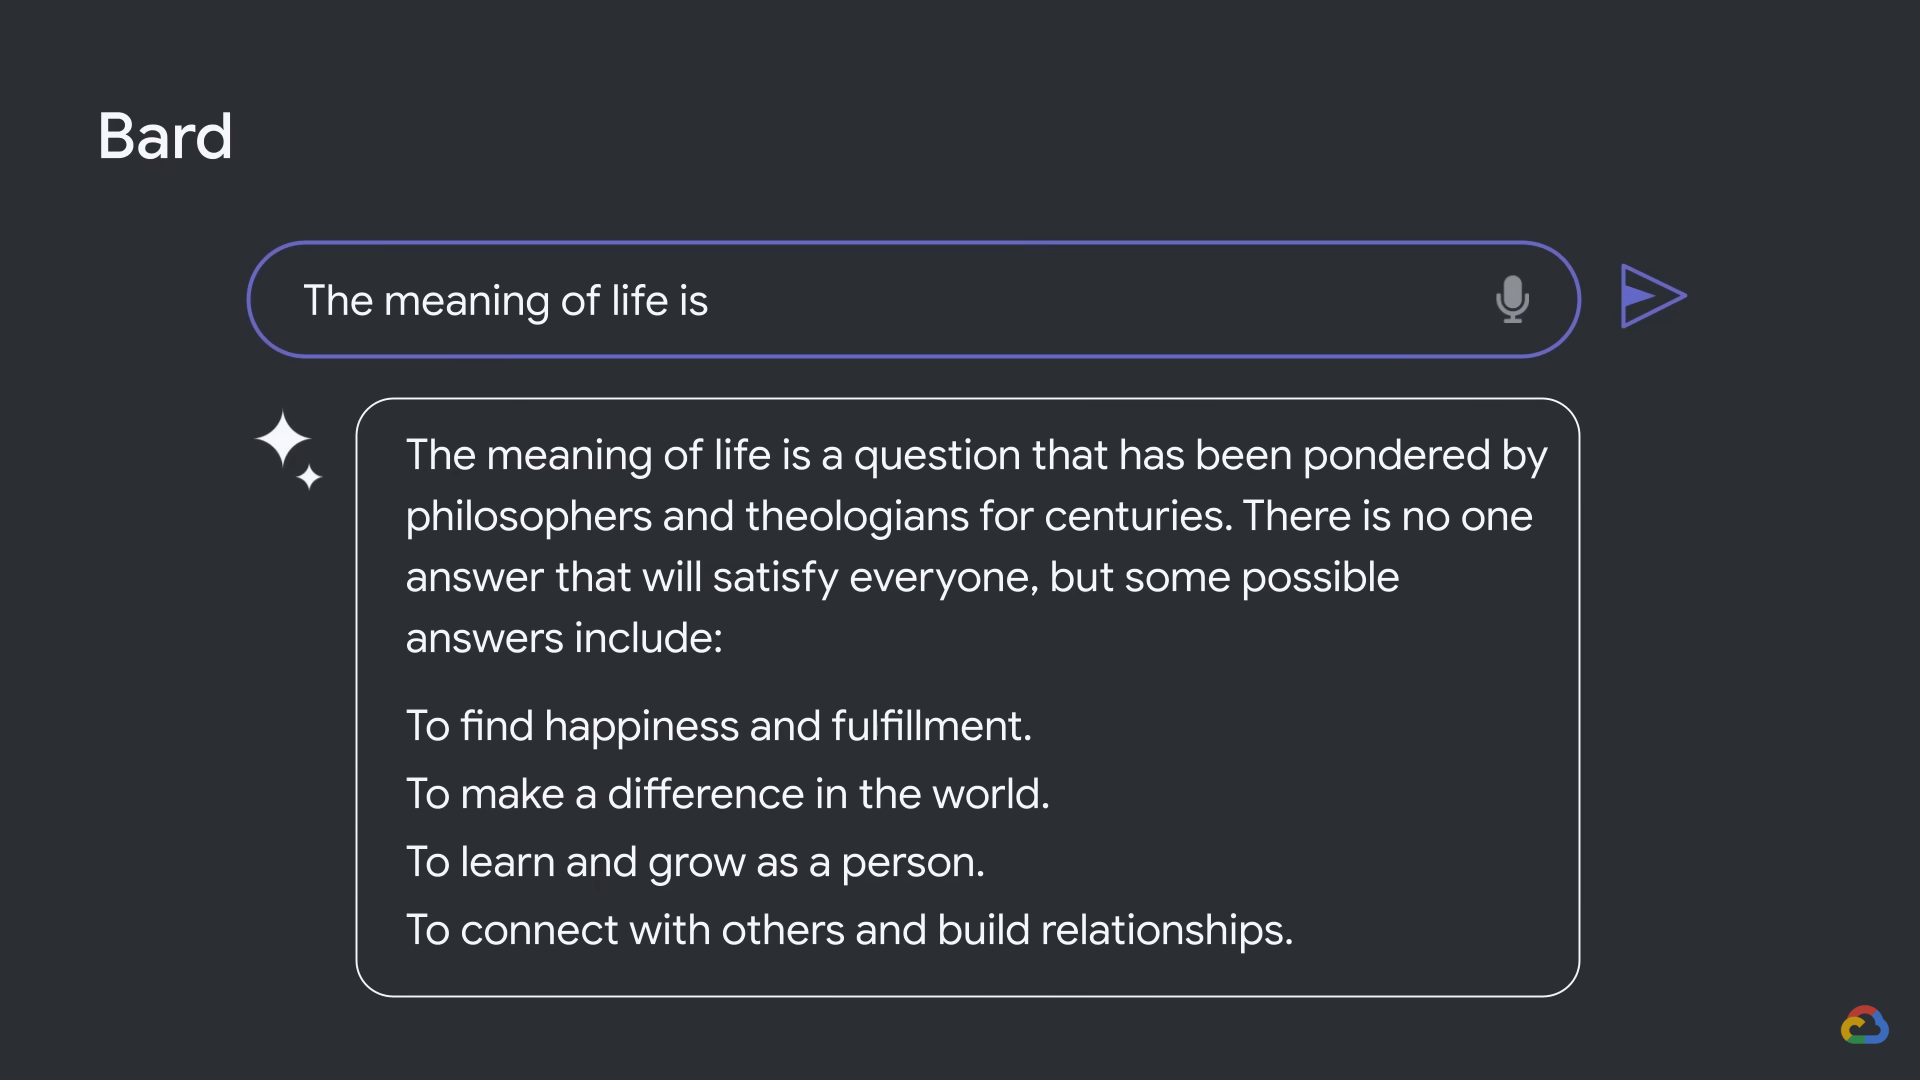 Bard
The meaning of life is
The meaning of life is a question that has been pondered by
philosophers and theologians for centuries. There is no one
answer that will satisfy everyone, but some possible
answers include:
To find happiness and fulfillment.
To make a difference in the world.
To learn and grow as a person.
To connect with others and build relationships.